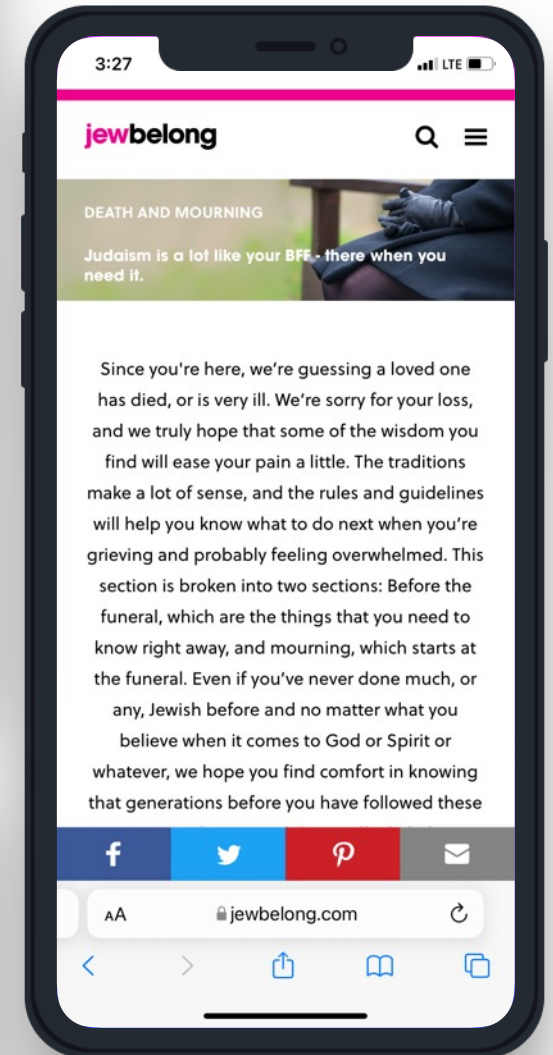 3:27
LTE
jewbelong
DEATH AND MOURNING
Judaism is a lot like your BFF - there when you
need it.
Since you're here, we’re guessing a loved one
has died, or is very ill. We’re sorry for your loss,
and we truly hope that some of the wisdom you
find will ease your pain a little. The traditions
make a lot of sense, and the rules and guidelines
will help you know what to do next when you’re
grieving and probably feeling overwhelmed. This
section is broken into two sections: Before the
funeral, which are the things that you need to
know right away, and mourning, which starts at
the funeral. Even if you’ve never done much, or
any, Jewish before and no matter what you
believe when it comes to God or Spirit or
whatever, we hope you find comfort in knowing
that generations before you have followed these
AA
jewbelong.com